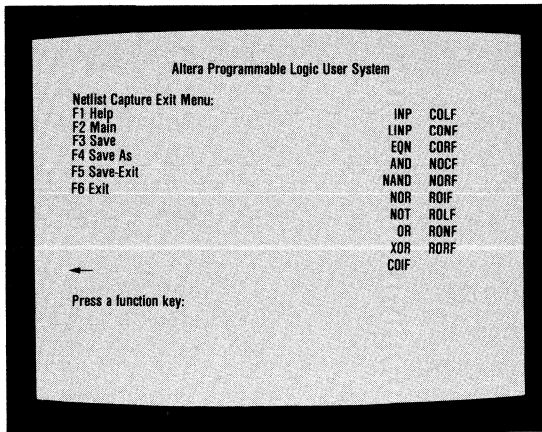 Altera Programmable Logic User System
Netlist Capture Exit Menu:
F1 Help
F2 Main
F3 Save
F4 Save As
F5 Save-Exit
F6 Exit
INP COLF
LINP CONF
EQN CORF
AND NOCF
NAND NORF
NOR ROIF
NOT ROLF
OR RONF
XOR RORF
COIF
Press a function key: